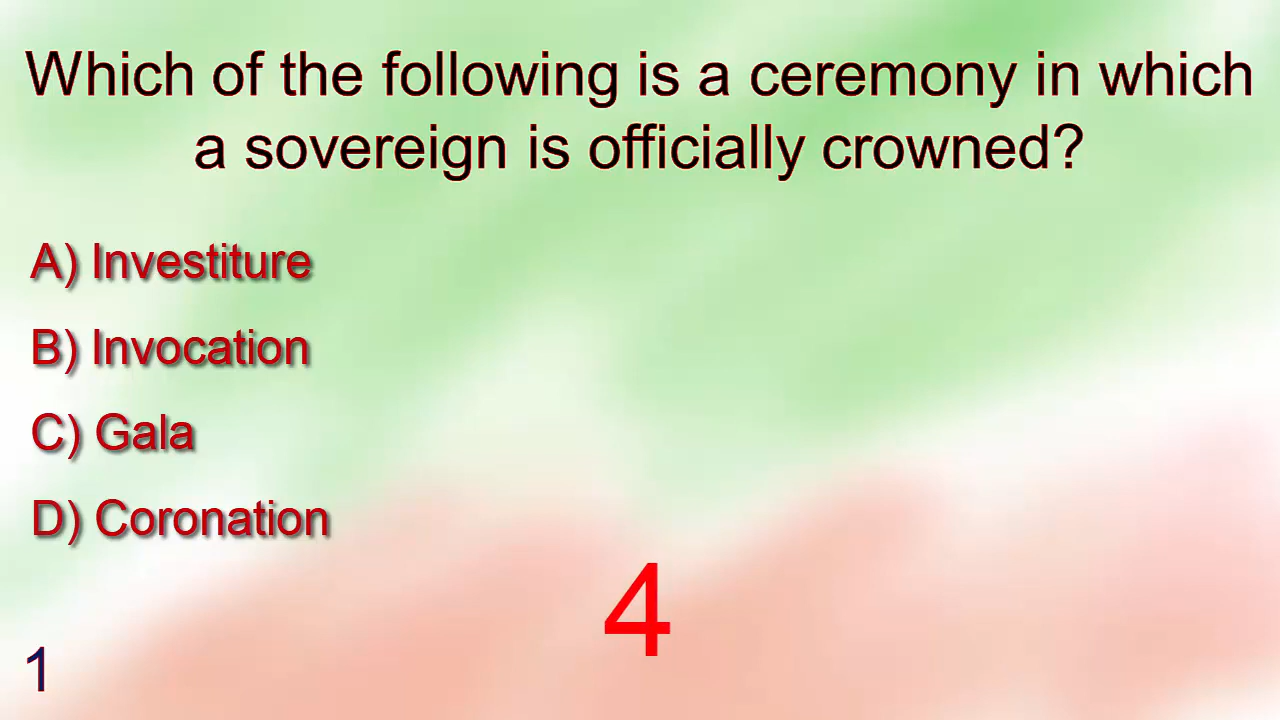 Which of the following is a ceremony in which
a sovereign is officially crowned?
A) Investiture
B) Invocation
C) Gala
D) Coronation
4
1